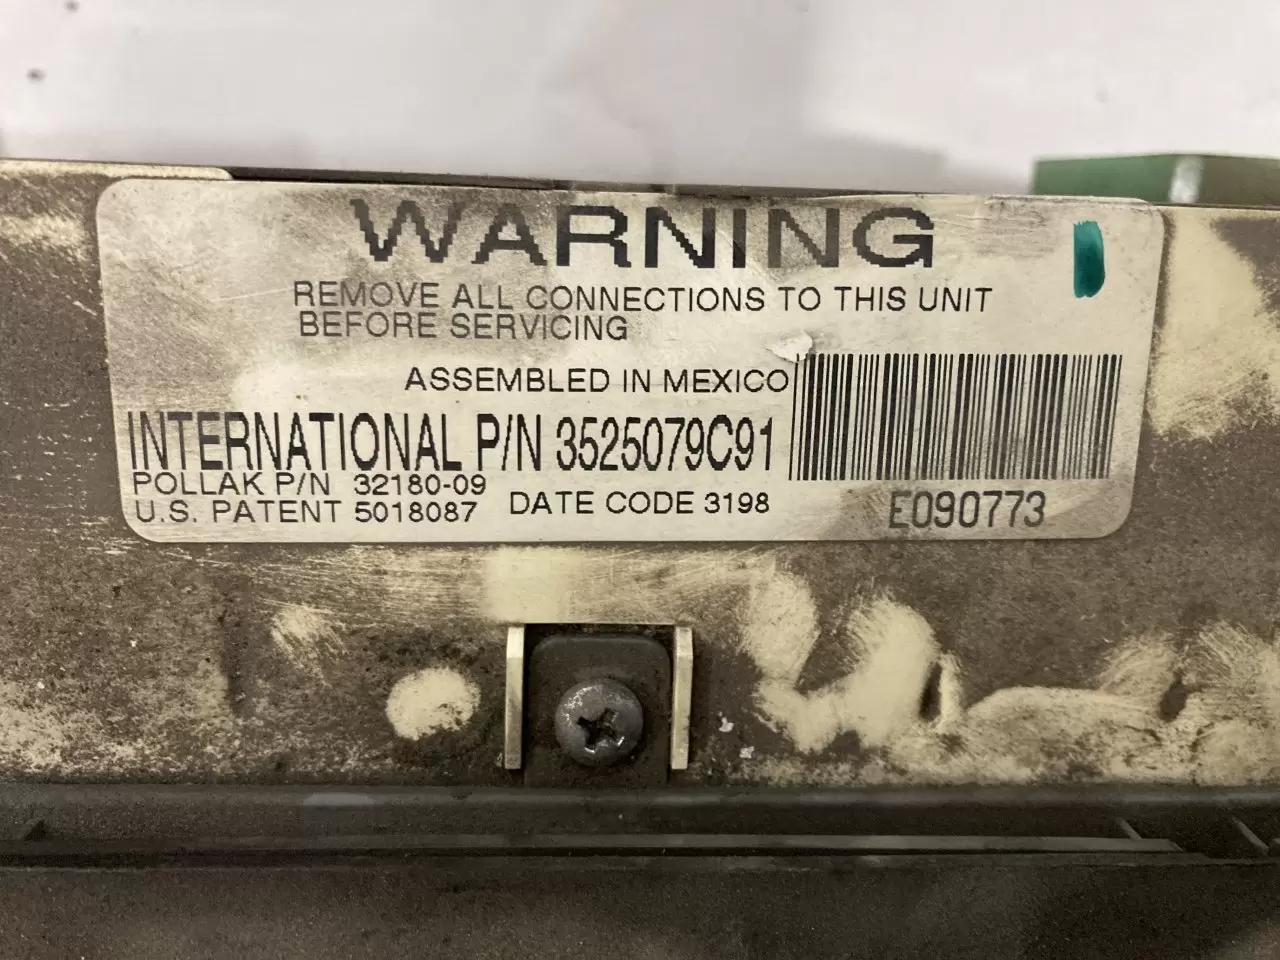 WARNING
REMOVE ALL CONNECTIONS TO THIS UNIT
BEFORE SERVICING
ASSEMBLED IN MEXICO
INTERNATIONAL P/N 3525079C91
POLLAK P/N 32180-09
U.S. PATENT 5018087
DATE CODE 3198
E090773